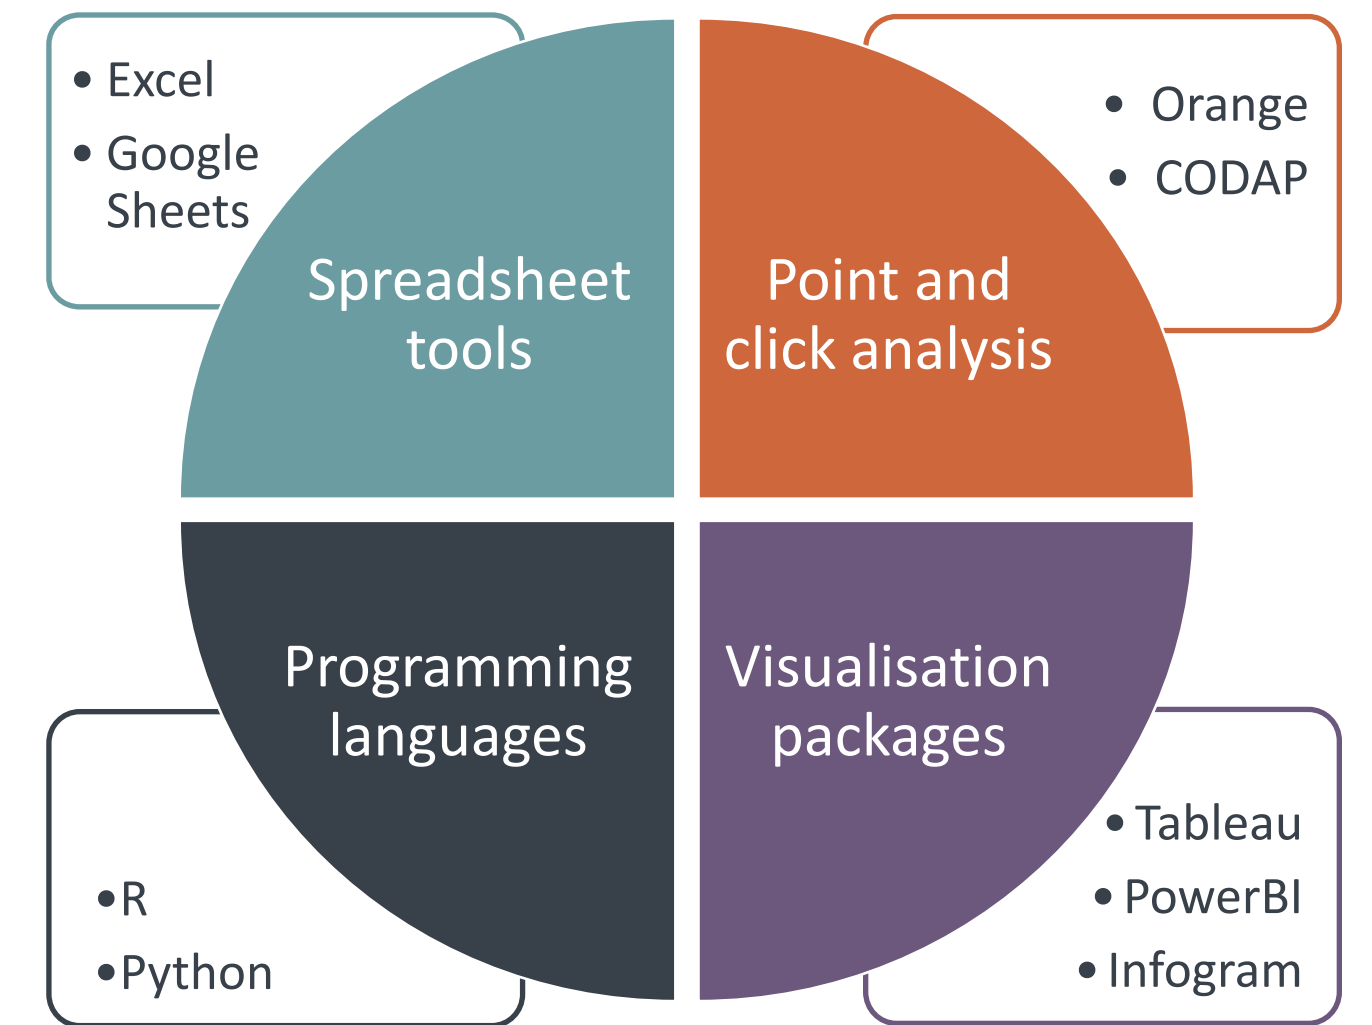 • Excel
• Google
Sheets
Spreadsheet
tools
• Orange
• CODAP
Point and
click analysis
Programming
languages
•R
•Python
Visualisation
packages
• Tableau
• PowerBI
• Infogram